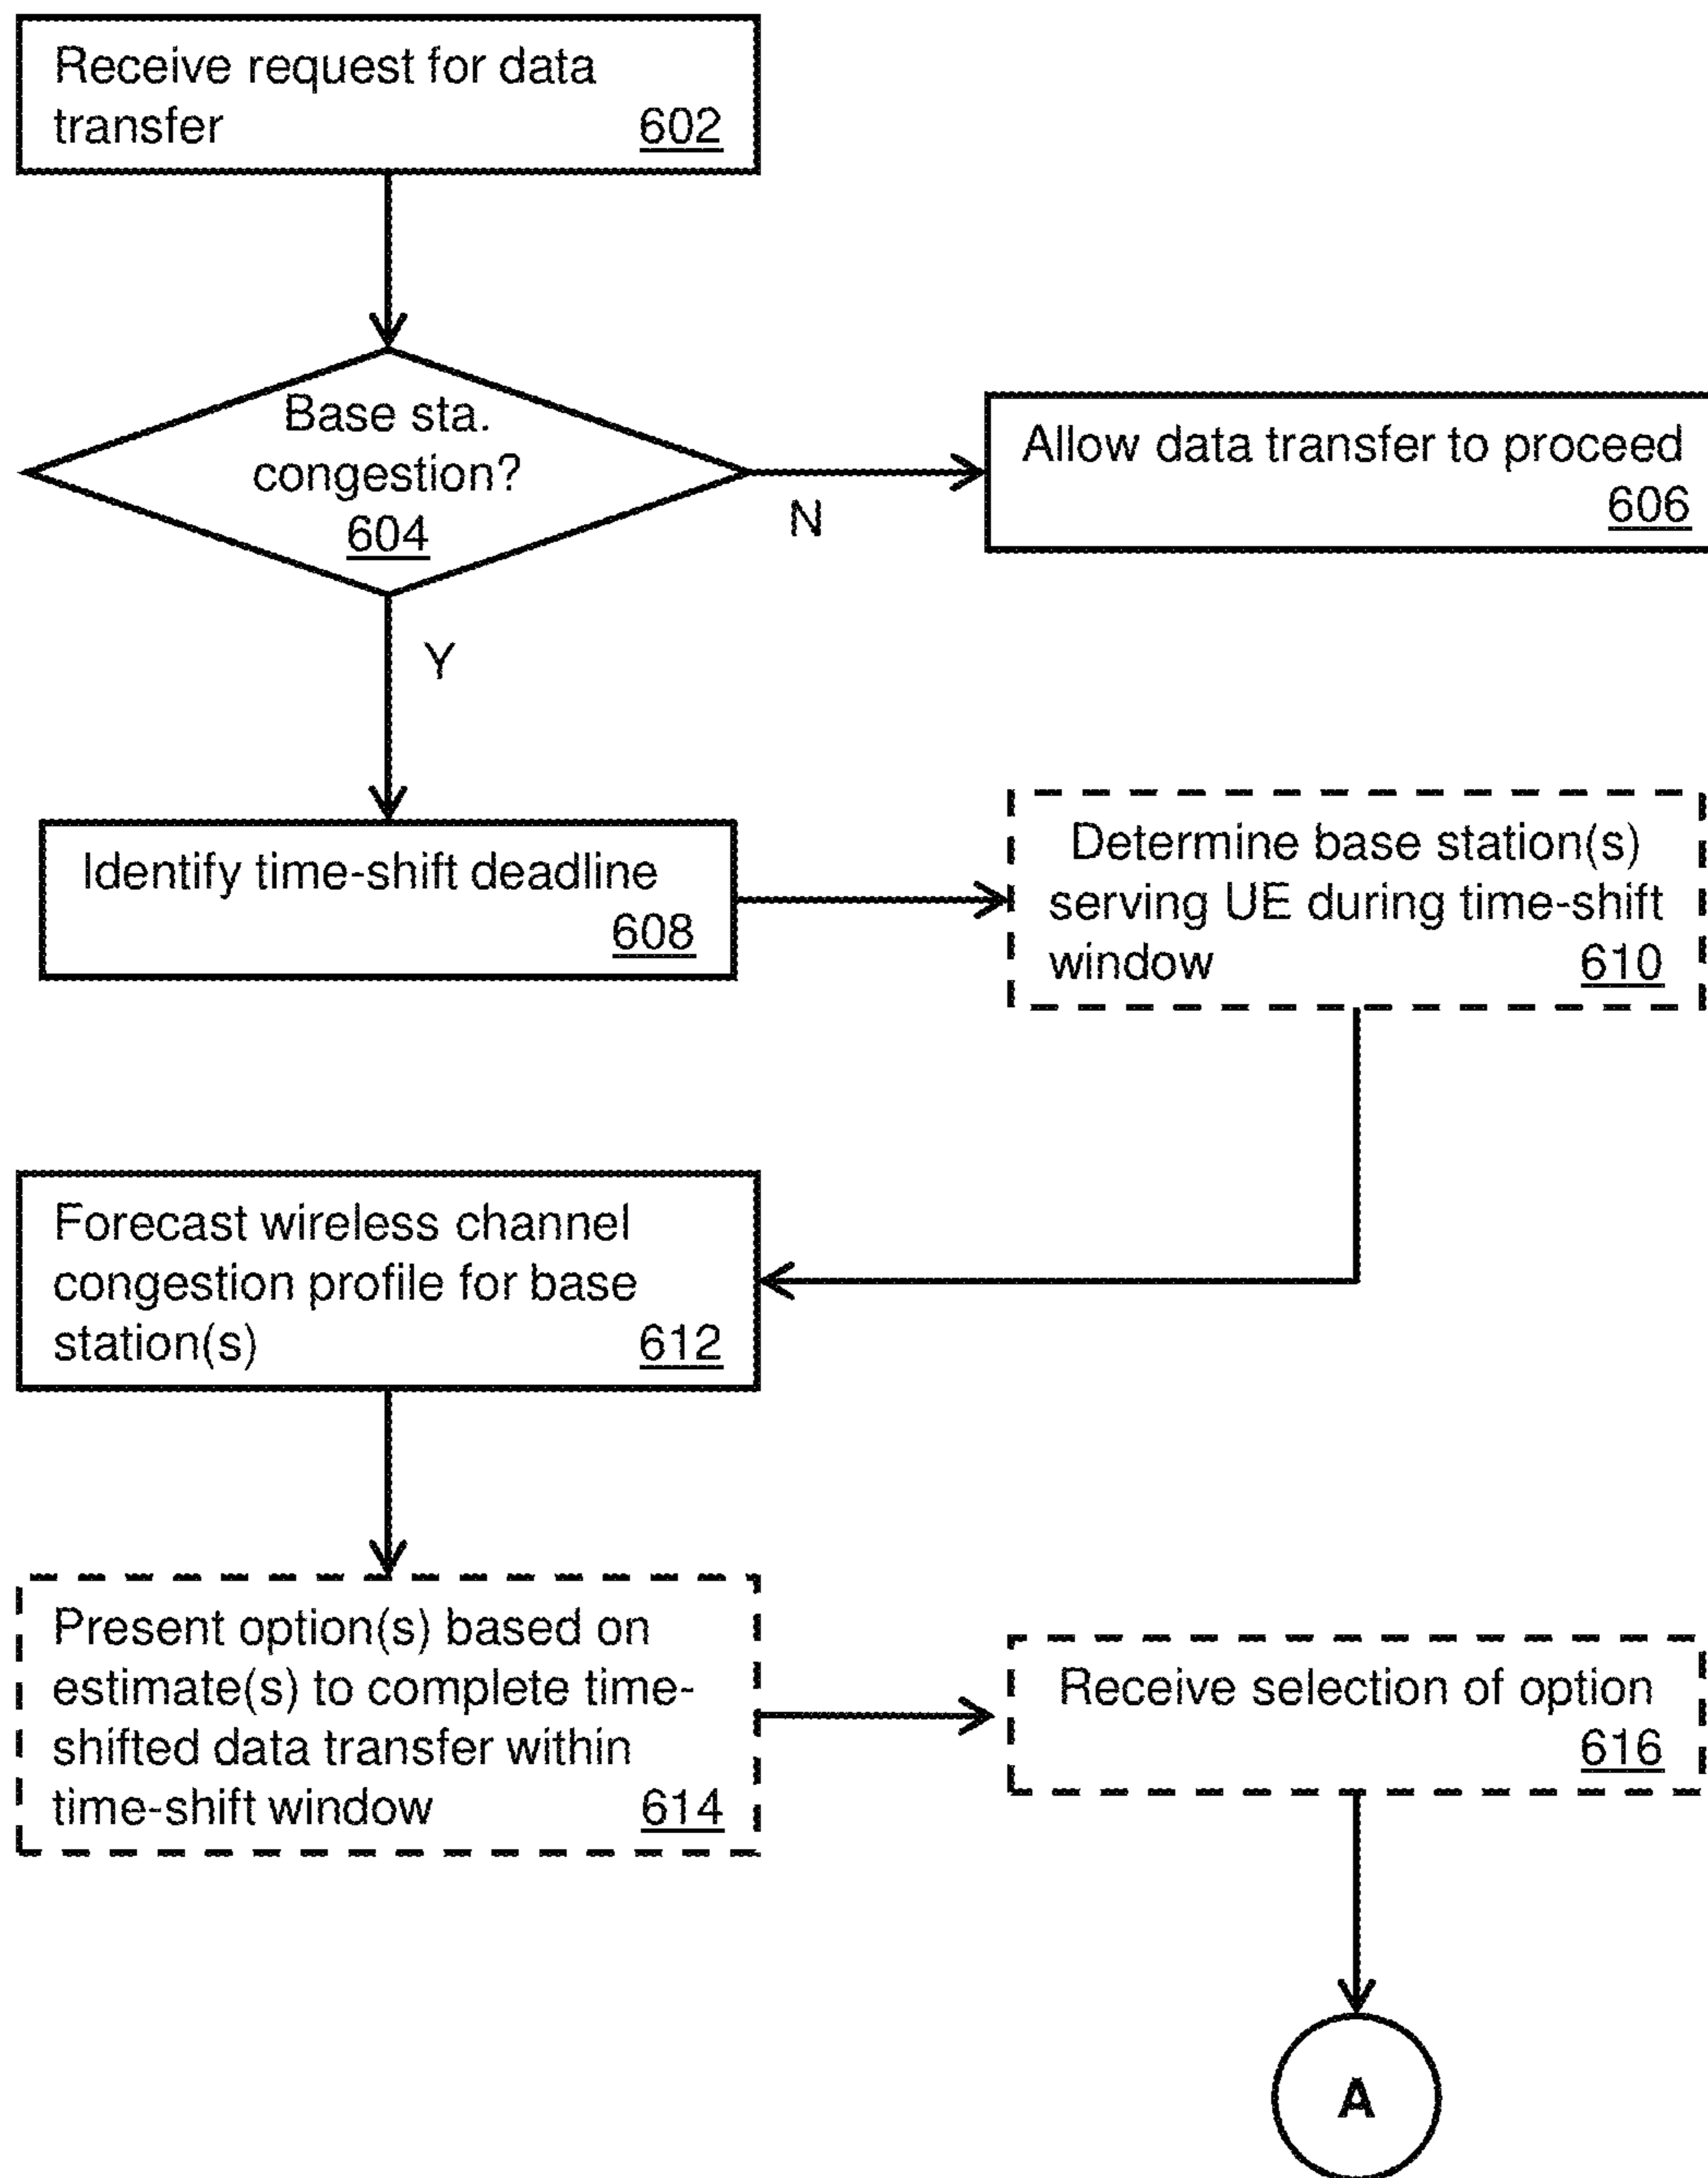 Receive request for data
transfer 602
Base sta.
congestion?
604
N
Allow data transfer to proceed
606
Y
Identify time-shift deadline
608
Determine base station(s)
serving UE during time-shift
window 610
Forecast wireless channel
congestion profile for base
station(s) 612
Present option(s) based on
estimate(s) to complete time-
shifted data transfer within
time-shift window 614
Receive selection of option
616
A